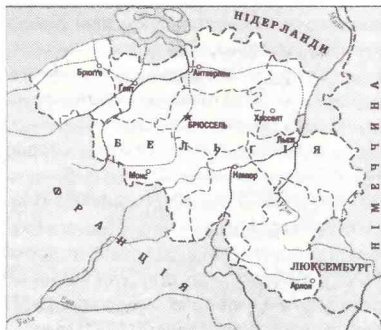 НІДЕРЛАНДИ
Антверпен
Брюгге
Гент
БРЮССЕЛЬ
Хасселт
БЕЛЬГІЯ
Льєж
Монс
Намюр
НІМЕЧЧИНА
ФРАНЦІЯ
ЛЮКСЕМБУРГ
Арлон